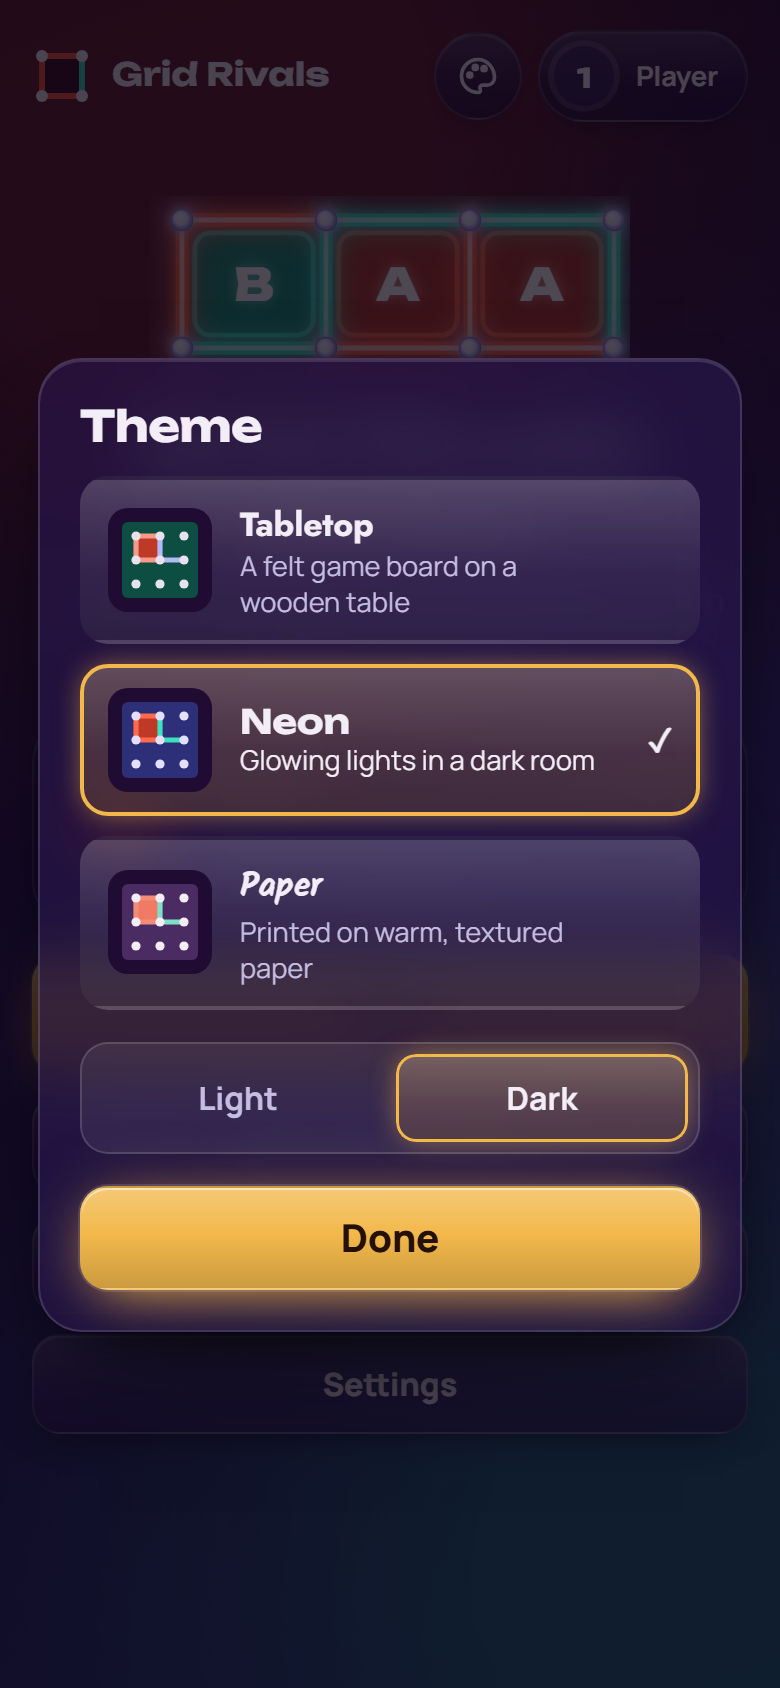 Grid Rivals
1 Player
B A A
Theme
Tabletop
A felt game board on a
wooden table
Neon
Glowing lights in a dark room
Paper
Printed on warm, textured
paper
Light Dark
Done
Settings